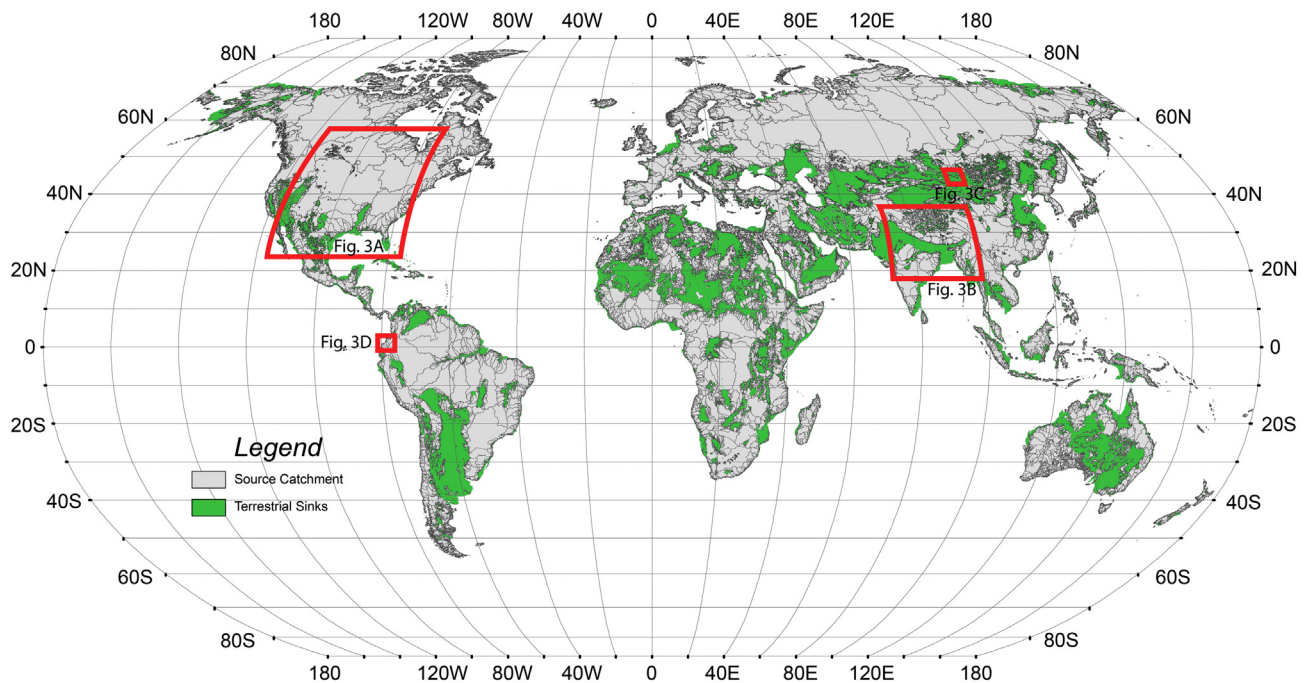 180 120W 80W 40W 0 40E 80E 120E 180
80N 80N
60N 60N
40N 40N
Fig. 3C
Fig. 3A
20N 20N
Fig. 3B
Fig. 3D
0 0
20S 20S
Legend
Source Catchment
Terrestrial Sinks
40S 40S
60S 60S
80S 80S
180 120W 80W 40W 0 40E 80E 120E 180